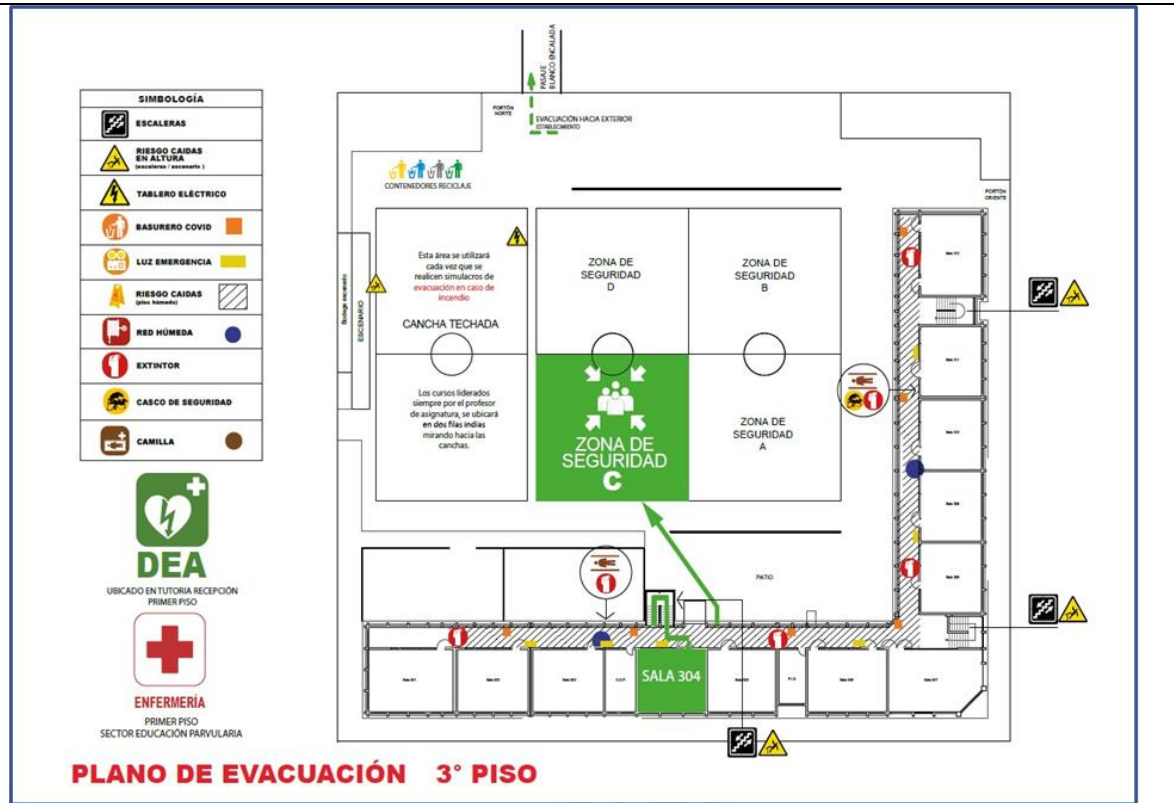 PASAJE
BLANCO ENCALADA
PORTÓN
NORTE
EVACUACIÓN HACIA EXTERIOR
ESTABLECIMIENTO
SIMBOLOGÍA
ESCALERAS
RIESGO CAIDAS
EN ALTURA
(escaleras / escenario )
TABLERO ELÉCTRICO
BASURERO COVID
LUZ EMERGENCIA
RIESGO CAIDAS
(piso húmedo)
RED HÚMEDA
EXTINTOR
CASCO DE SEGURIDAD
CAMILLA
CONTENEDORES RECICLAJE
PORTÓN
ORIENTE
Esta área se utilizará
cada vez que se
realicen simulacros de
evacuación en caso de
incendio
CANCHA TECHADA
Los cursos liderados
siempre por el profesor
de asignatura, se ubicará
en dos filas indias
mirando hacia las
canchas.
ESCENARIO
ZONA DE
SEGURIDAD
D
ZONA DE
SEGURIDAD
B
ZONA DE
SEGURIDAD
C
ZONA DE
SEGURIDAD
A
PATIO
SALA 304
DEA
UBICADO EN TUTORIA RECEPCIÓN
PRIMER PISO
ENFERMERÍA
PRIMER PISO
SECTOR EDUCACIÓN PARVULARIA
PLANO DE EVACUACIÓN 3° PISO